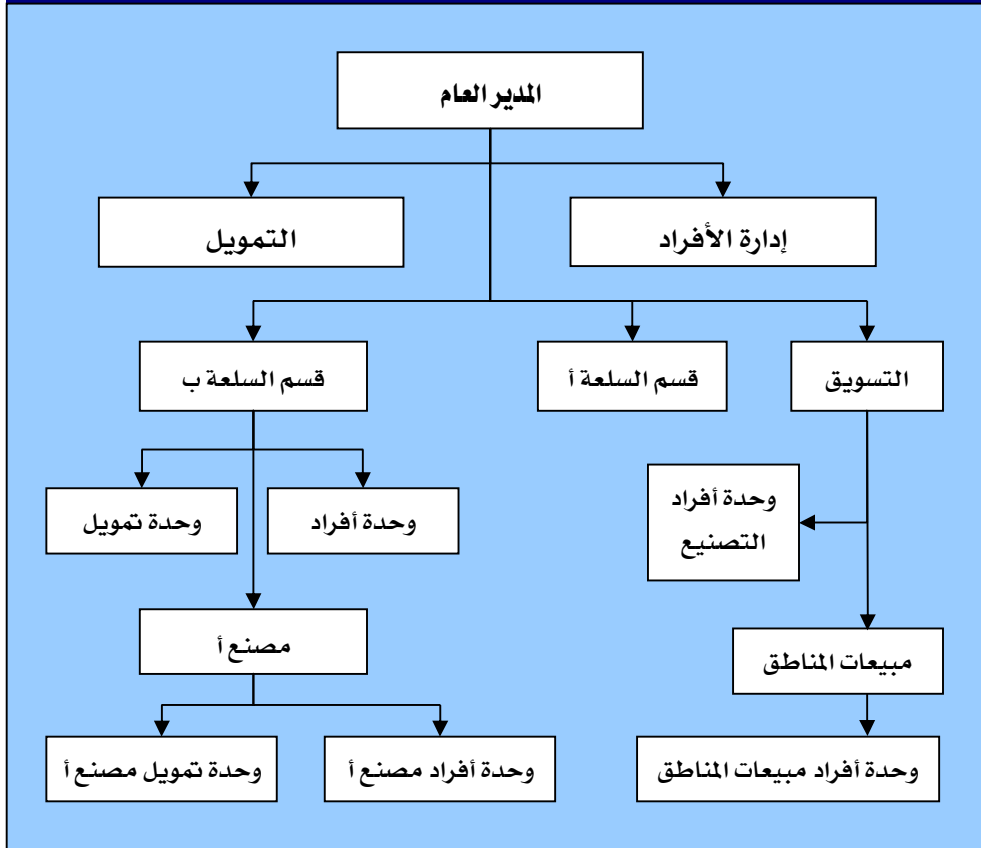 المدير العام
إدارة الأفراد
التمويل
التسويق
قسم السلعة أ
قسم السلعة ب
وحدة أفراد
التصنيع
وحدة أفراد
وحدة تمويل
مبيعات المناطق
مصنع أ
وحدة أفراد مبيعات المناطق
وحدة أفراد مصنع أ
وحدة تمويل مصنع أ